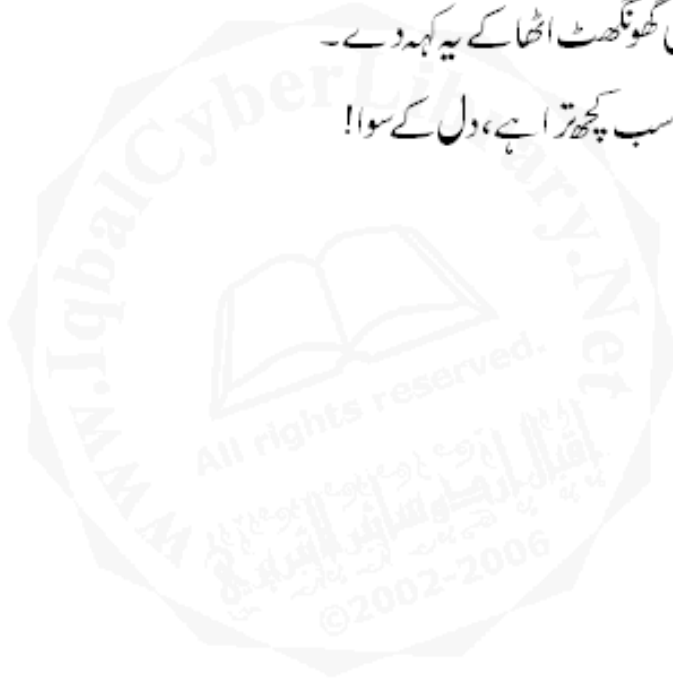 گھونگھٹ اٹھا کے یہ کہہ دے۔
سب کچھ ترا ہے، دل کے سوا!
www.IqbalCyberLibrary.Net
All rights reserved.
©2002-2006